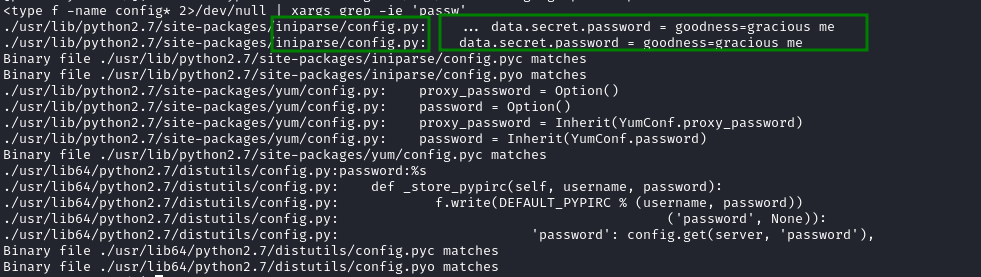 <type f -name config* 2>/dev/null | xargs grep -ie 'passw'
./usr/lib/python2.7/site-packages/iniparse/config.py:    ... data.secret.password = goodness=gracious me
./usr/lib/python2.7/site-packages/iniparse/config.py:    data.secret.password = goodness=gracious me
Binary file ./usr/lib/python2.7/site-packages/iniparse/config.pyc matches
Binary file ./usr/lib/python2.7/site-packages/iniparse/config.pyo matches
./usr/lib/python2.7/site-packages/yum/config.py:    proxy_password = Option()
./usr/lib/python2.7/site-packages/yum/config.py:    password = Option()
./usr/lib/python2.7/site-packages/yum/config.py:    proxy_password = Inherit(YumConf.proxy_password)
./usr/lib/python2.7/site-packages/yum/config.py:    password = Inherit(YumConf.password)
Binary file ./usr/lib/python2.7/site-packages/yum/config.pyc matches
./usr/lib64/python2.7/distutils/config.py:password:%s
./usr/lib64/python2.7/distutils/config.py:    def _store_pypirc(self, username, password):
./usr/lib64/python2.7/distutils/config.py:            f.write(DEFAULT_PYPIRC % (username, password))
./usr/lib64/python2.7/distutils/config.py:                                         ('password', None)):
./usr/lib64/python2.7/distutils/config.py:                        'password': config.get(server, 'password'),
Binary file ./usr/lib64/python2.7/distutils/config.pyc matches
Binary file ./usr/lib64/python2.7/distutils/config.pyo matches